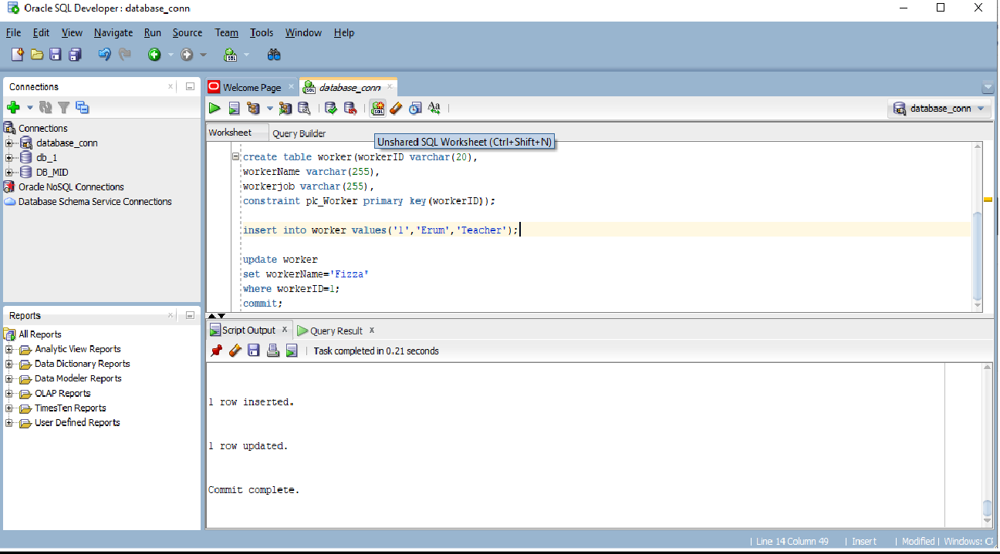 Oracle SQL Developer : database_conn
File Edit View Navigate Run Source Team Tools Window Help
Connections
Connections
database_conn
db_1
DB_MID
Oracle NoSQL Connections
Database Schema Service Connections
Reports
All Reports
Analytic View Reports
Data Dictionary Reports
Data Modeler Reports
OLAP Reports
TimesTen Reports
User Defined Reports
Welcome Page database_conn
database_conn
Worksheet Query Builder
Unshared SQL Worksheet (Ctrl+Shift+N)
create table worker(workerID varchar(20),
workerName varchar(255),
workerjob varchar(255),
constraint pk_Worker primary key(workerID));
insert into worker values('1','Erum','Teacher');
update worker
set workerName='Fizza'
where workerID=1;
commit;
Script Output Query Result
Task completed in 0.21 seconds
1 row inserted.
1 row updated.
Commit complete.
Line 14 Column 49 Insert Modified Windows: CF